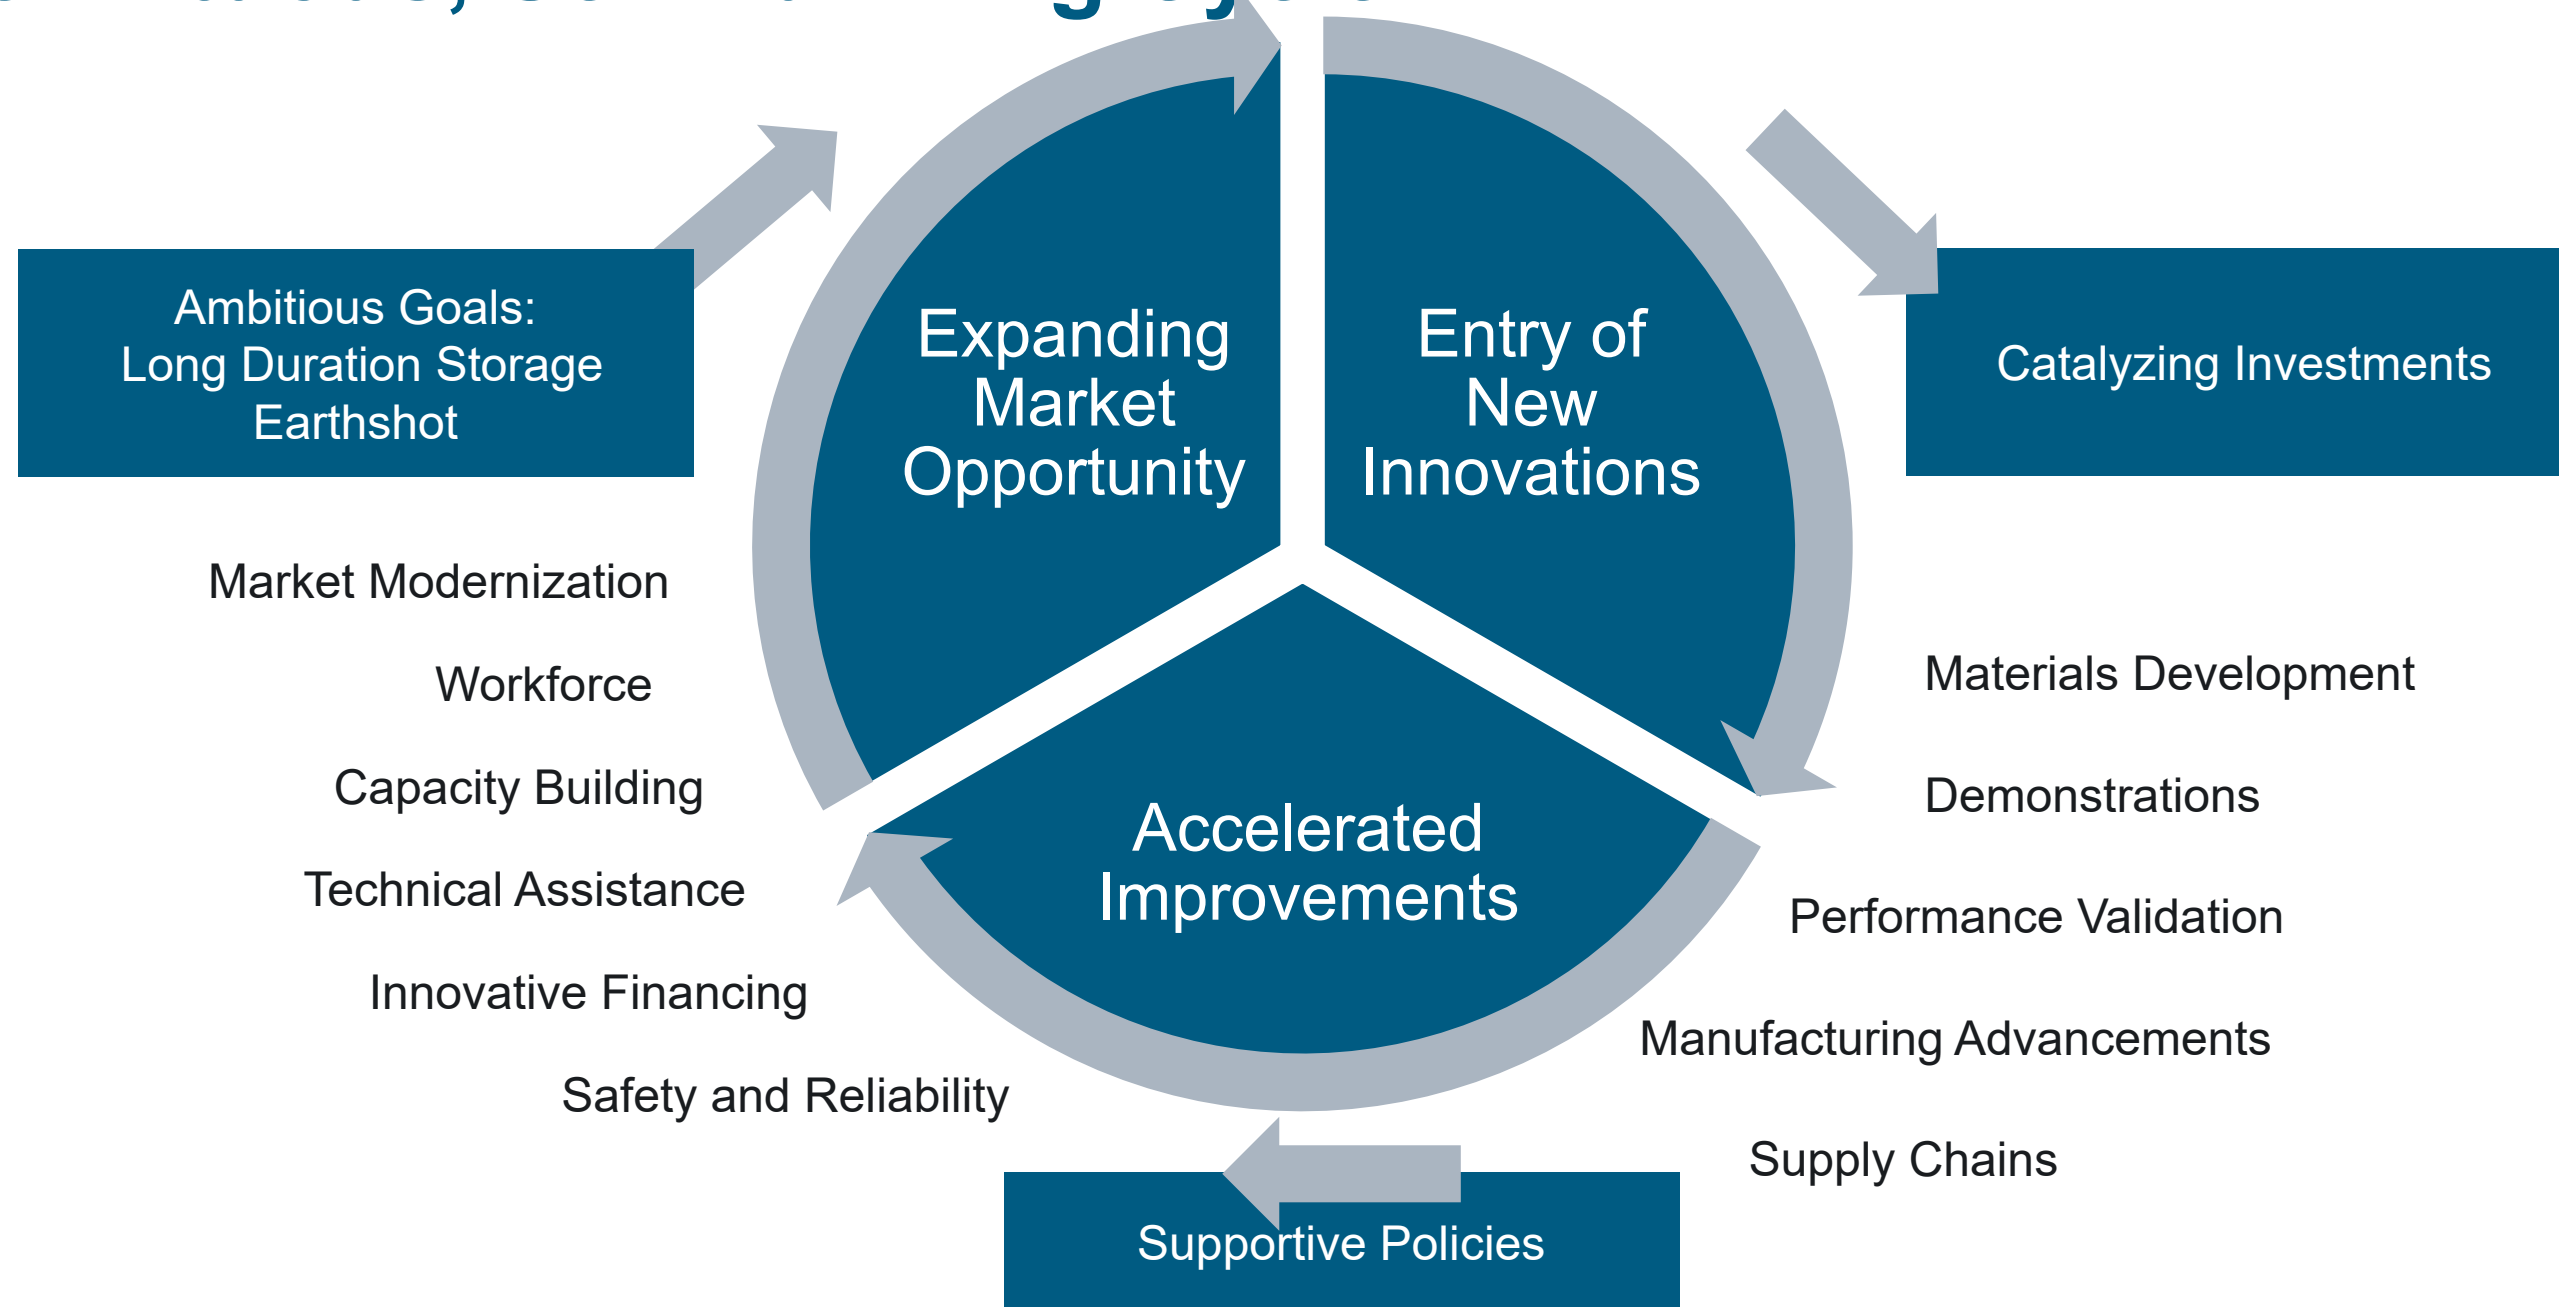 Ambitious Goals:
Long Duration Storage
Earthshot
Expanding
Market
Opportunity
Entry of
New
Innovations
Catalyzing Investments
Market Modernization
Workforce
Capacity Building
Technical Assistance
Innovative Financing
Safety and Reliability
Accelerated
Improvements
Materials Development
Demonstrations
Performance Validation
Manufacturing Advancements
Supply Chains
Supportive Policies